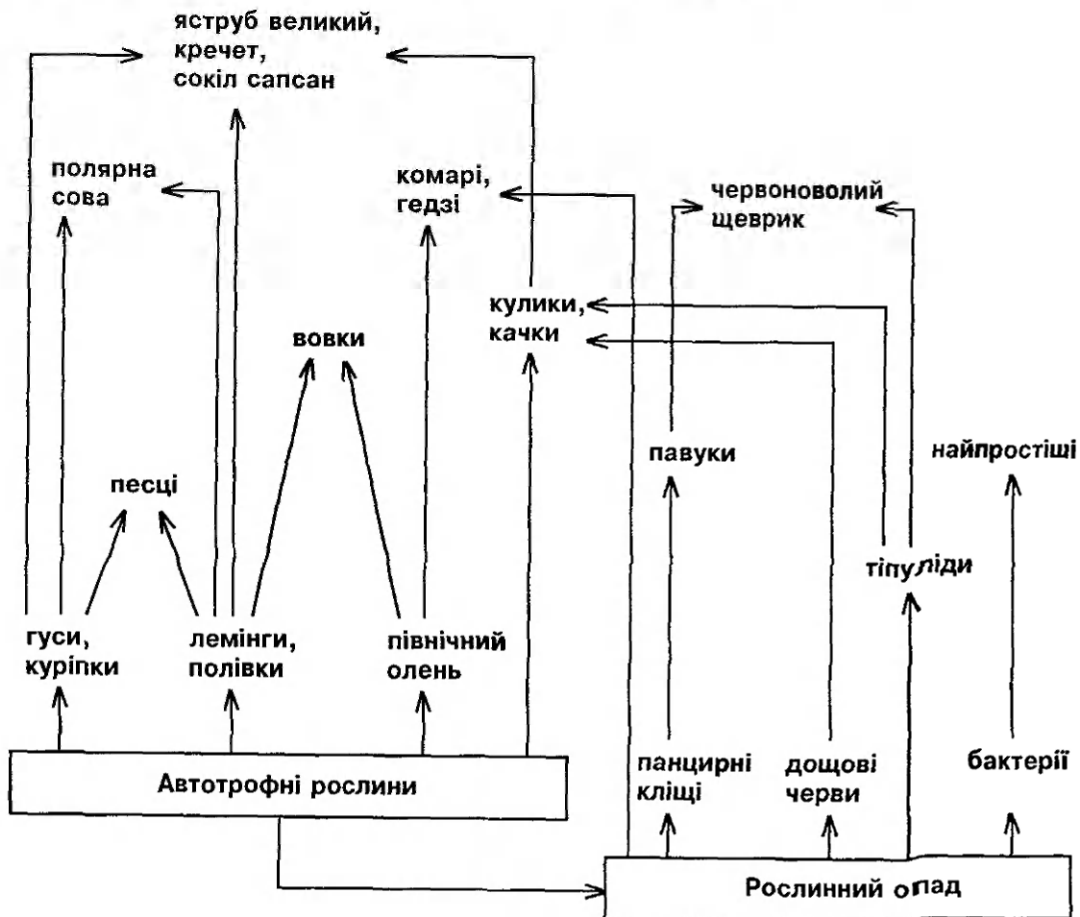 яструб великий,
кречет,
сокіл сапсан
полярна
сова
комарі,
гедзі
червоноволий
щеврик
кулики,
качки
вовки
павуки
найпростіші
песці
тіпуліди
гуси,
куріпки
лемінги,
полівки
північний
олень
панцирні
кліщі
дощові
черви
бактерії
Автотрофні рослини
Рослинний опад